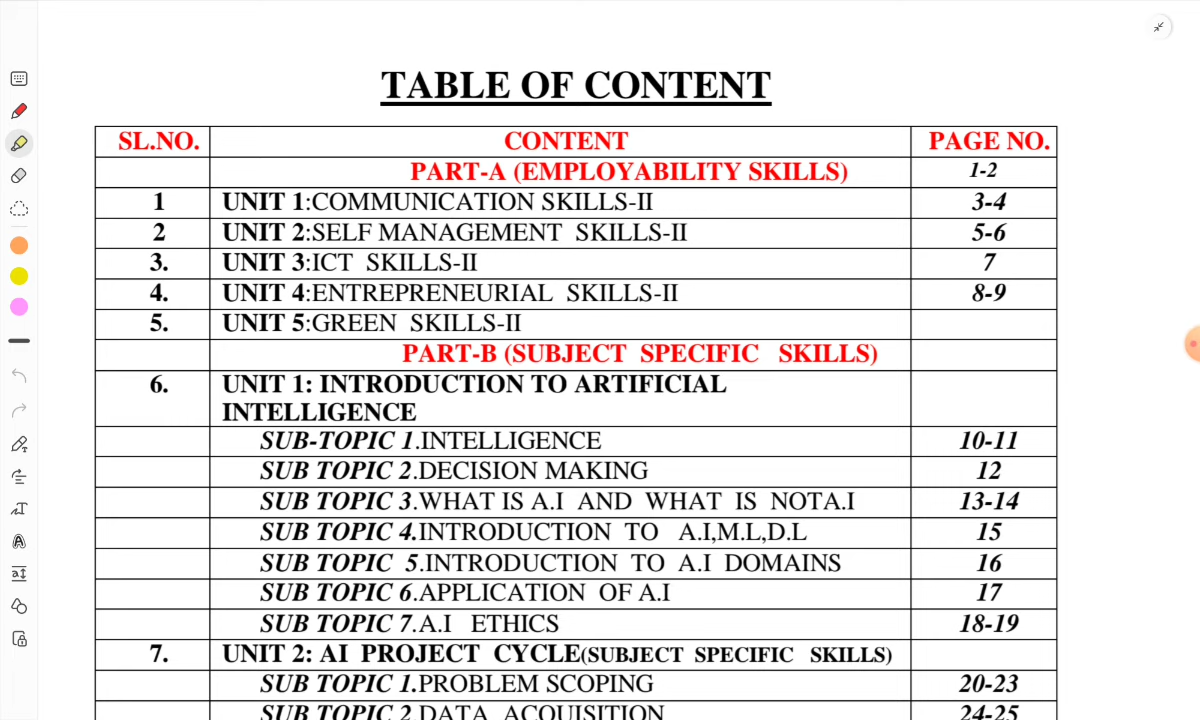 TABLE OF CONTENT
SL.NO. CONTENT PAGE NO.
PART-A (EMPLOYABILITY SKILLS) 1-2
1 UNIT 1:COMMUNICATION SKILLS-II 3-4
2 UNIT 2:SELF MANAGEMENT SKILLS-II 5-6
3. UNIT 3:ICT SKILLS-II 7
4. UNIT 4:ENTREPRENEURIAL SKILLS-II 8-9
5. UNIT 5:GREEN SKILLS-II
PART-B (SUBJECT SPECIFIC SKILLS)
6. UNIT 1: INTRODUCTION TO ARTIFICIAL
INTELLIGENCE
SUB-TOPIC 1.INTELLIGENCE 10-11
SUB TOPIC 2.DECISION MAKING 12
SUB TOPIC 3.WHAT IS A.I AND WHAT IS NOTA.I 13-14
SUB TOPIC 4.INTRODUCTION TO A.I,M.L,D.L 15
SUB TOPIC 5.INTRODUCTION TO A.I DOMAINS 16
SUB TOPIC 6.APPLICATION OF A.I 17
SUB TOPIC 7.A.I ETHICS 18-19
7. UNIT 2: AI PROJECT CYCLE(SUBJECT SPECIFIC SKILLS)
SUB TOPIC 1.PROBLEM SCOPING 20-23
SUB TOPIC 2.DATA ACQUISITION 24-25